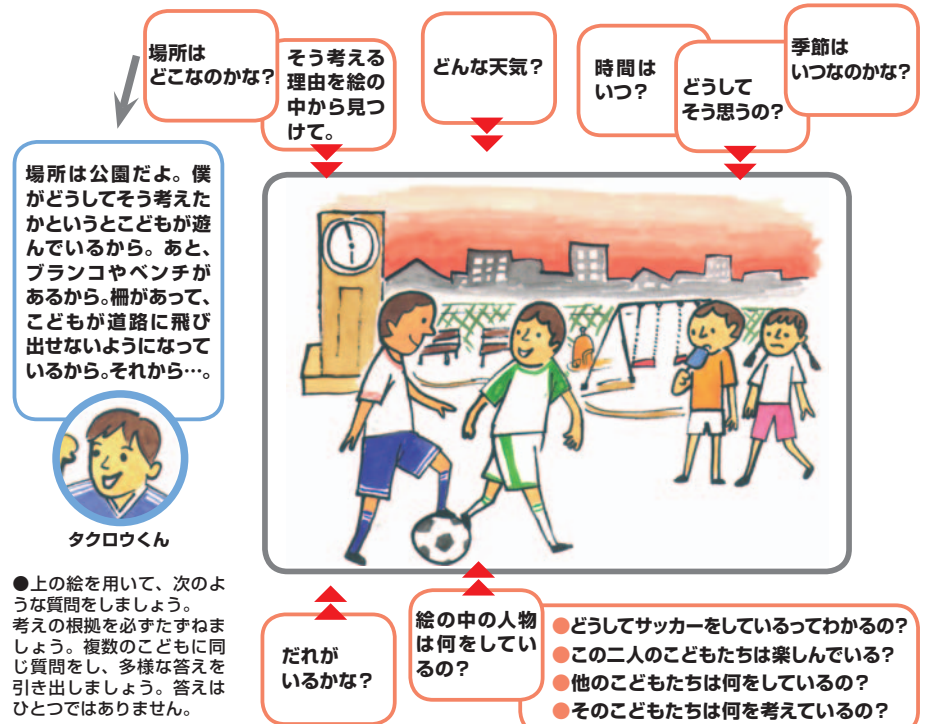 場所は
どこなのかな？
そう考える
理由を絵の
中から見つ
けて。
どんな天気？
時間は
いつ？
どうして
そう思うの？
季節は
いつなのかな？
場所は公園だよ。僕
がどうしてそう考えた
かというとこどもが遊
んでいるから。あと、
ブランコやベンチが
あるから。柵があって、
こどもが道路に飛び
出せないようになって
いるから。それから…。
タクロウくん
●上の絵を用いて、次のよ
うな質問をしましょう。
考えの根拠を必ずたずねま
しょう。複数のこどもに同
じ質問をし、多様な答えを
引き出しましょう。答えは
ひとつではありません。
だれが
いるかな？
絵の中の人物
は何をしてい
るの？
●どうしてサッカーをしているってわかるの？
●この二人のこどもたちは楽しんでいる？
●他のこどもたちは何をしているの？
●そのこどもたちは何を考えているの？